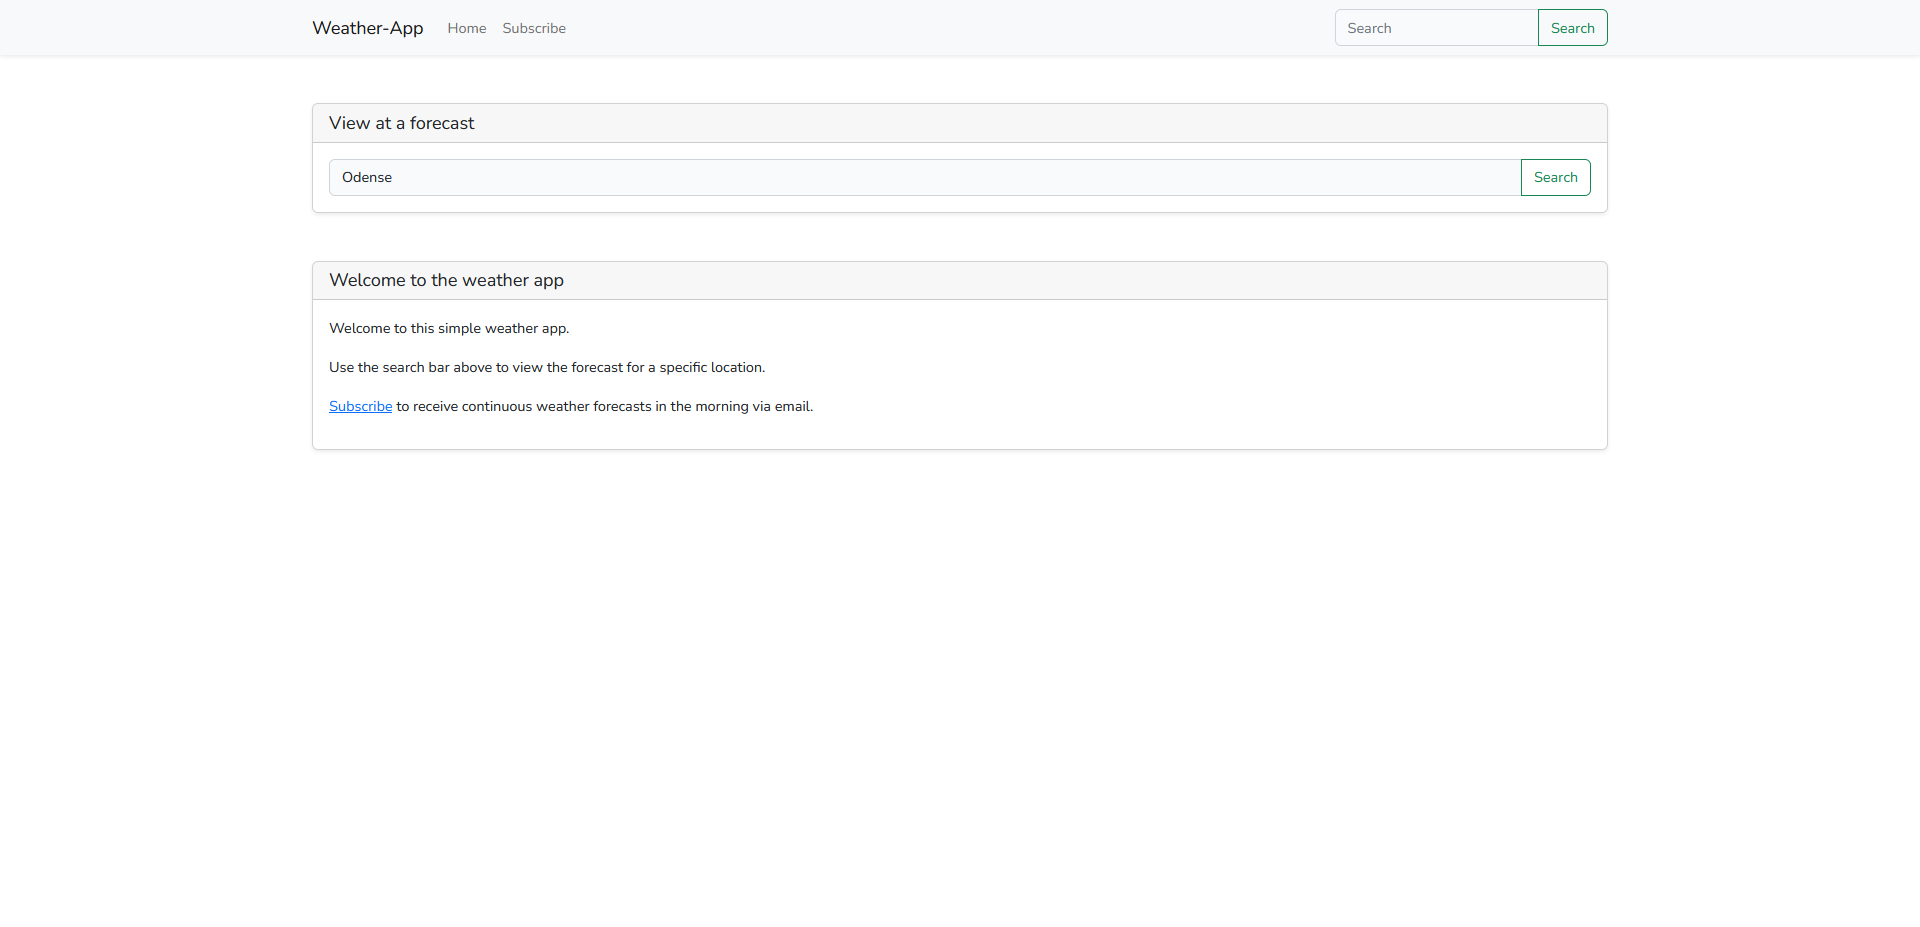 Weather-App Home Subscribe Search Search
View at a forecast
Odense Search
Welcome to the weather app
Welcome to this simple weather app.
Use the search bar above to view the forecast for a specific location.
Subscribe to receive continuous weather forecasts in the morning via email.